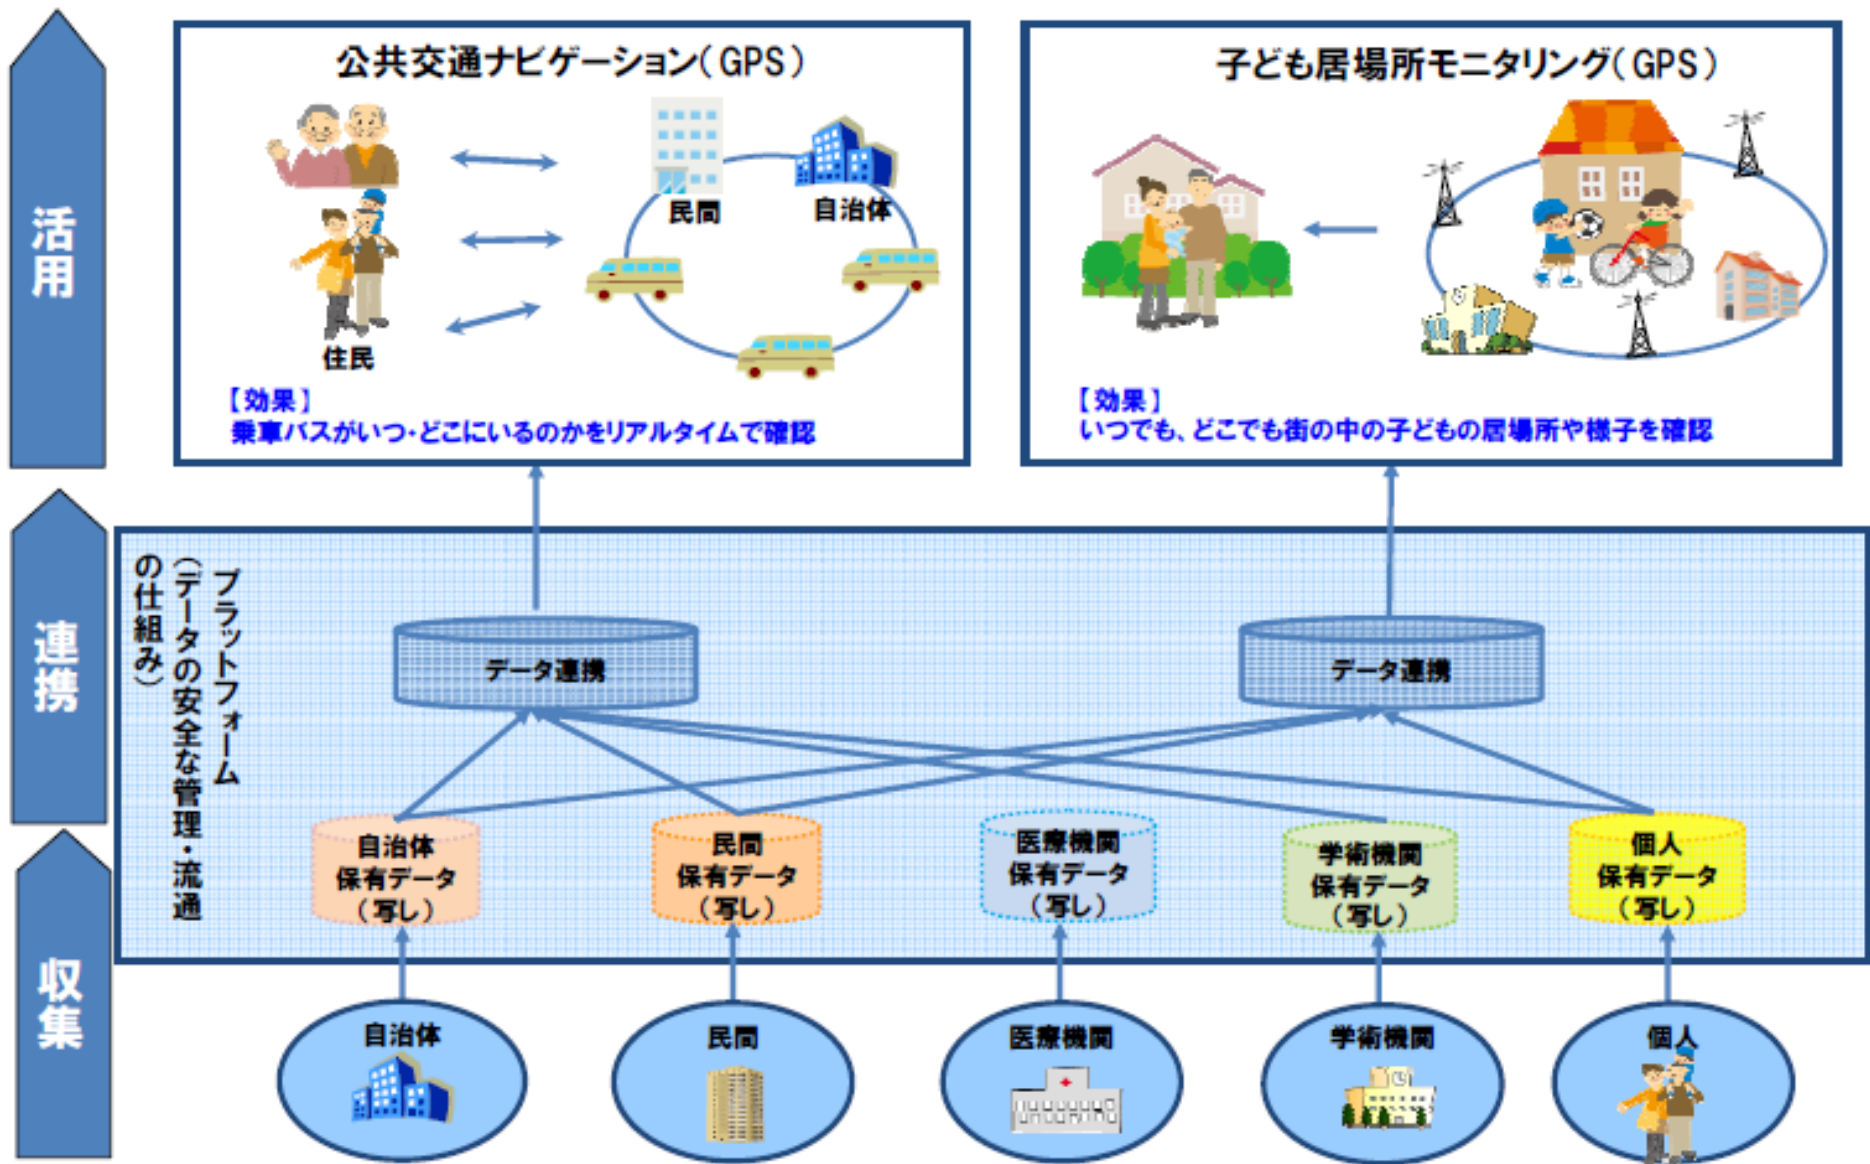 活用
公共交通ナビゲーション(GPS)
民間
自治体
住民
【効果】
乗車バスがいつ・どこにいるのかをリアルタイムで確認
子ども居場所モニタリング(GPS)
【効果】
いつでも、どこでも街の中の子どもの居場所や様子を確認
連携
プラットフォーム
(データの安全な管理・流通
の仕組み)
データ連携
データ連携
自治体
保有データ
(写し)
民間
保有データ
(写し)
医療機関
保有データ
(写し)
学術機関
保有データ
(写し)
個人
保有データ
(写し)
収集
自治体
民間
医療機関
学術機関
個人